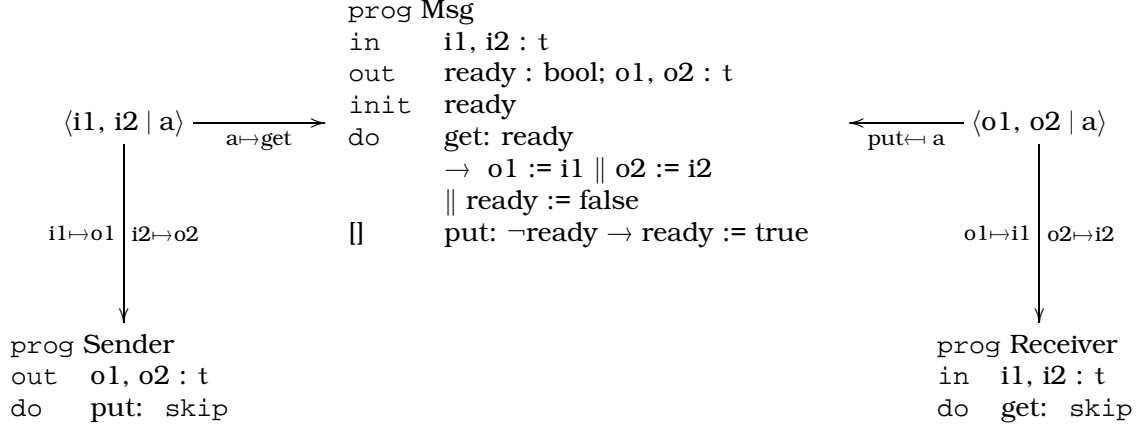 prog Msg
in i1, i2 : t
out ready : bool; o1, o2 : t
init ready
⟨i1, i2 | a⟩ a↦get do get: ready put↤ a ⟨o1, o2 | a⟩
→ o1 := i1 ∥ o2 := i2
∥ ready := false
i1↦o1 i2↦o2 [] put: ¬ready → ready := true o1↦i1 o2↦i2
prog Sender prog Receiver
out o1, o2 : t in i1, i2 : t
do put: skip do get: skip